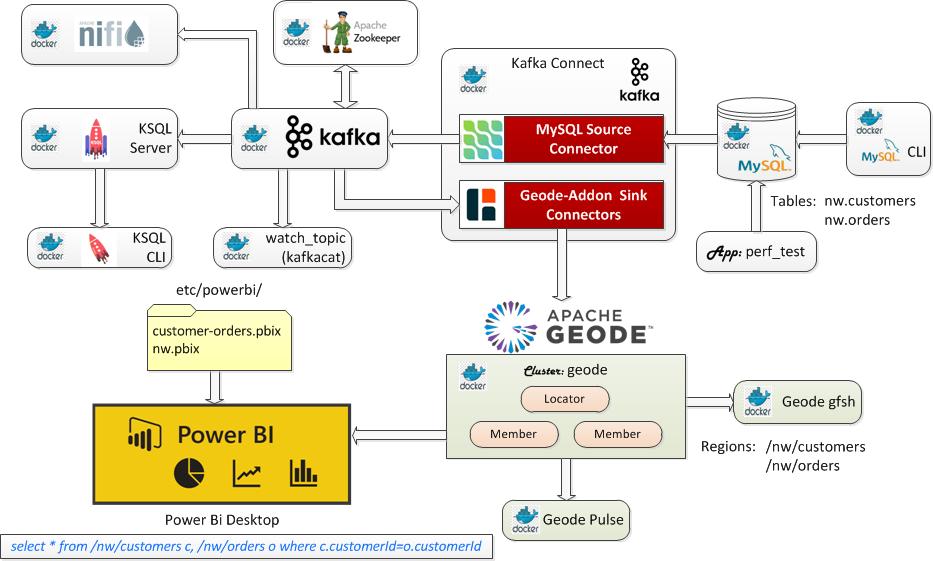 docker
APACHE
nifi
docker
Apache
Zookeeper
docker
Kafka Connect
kafka
docker
KSQL
Server
docker
kafka
MySQL Source
Connector
docker
MySQL
docker
MySQL
CLI
Geode-Addon Sink
Connectors
Tables: nw.customers
nw.orders
docker
KSQL
CLI
docker
watch_topic
(kafkacat)
App: perf_test
etc/powerbi/
customer-orders.pbix
nw.pbix
APACHE
GEODE™
docker
Cluster: geode
Locator
Member
Member
docker
Geode gfsh
Power BI
Regions: /nw/customers
/nw/orders
Power Bi Desktop
docker
Geode Pulse
select * from /nw/customers c, /nw/orders o where c.customerId=o.customerId